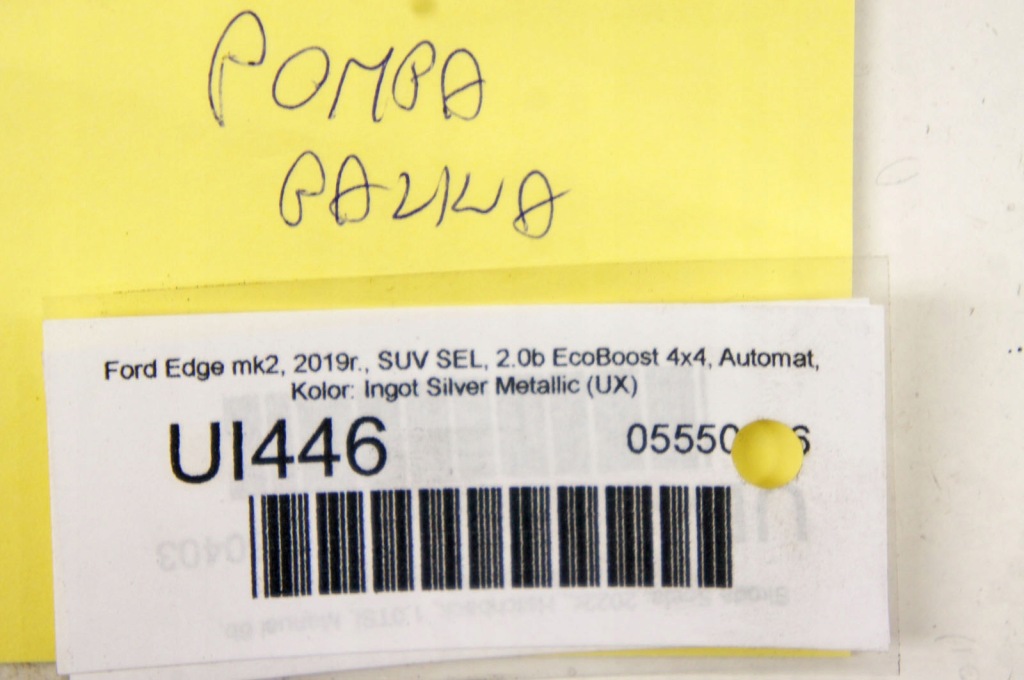 POMPA
PALIWA
Ford Edge mk2, 2019r., SUV SEL, 2.0b EcoBoost 4x4, Automat,
Kolor: Ingot Silver Metallic (UX)
UI446